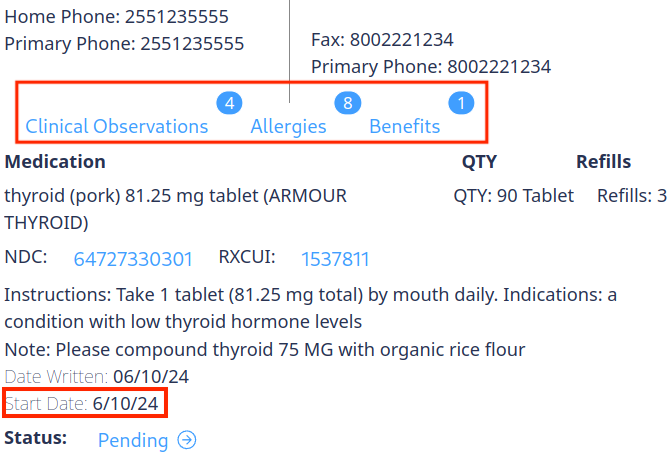 Home Phone: 2551235555
Primary Phone: 2551235555
Fax: 8002221234
Primary Phone: 8002221234
Clinical Observations 4 Allergies 8 Benefits 1
Medication QTY Refills
thyroid (pork) 81.25 mg tablet (ARMOUR THYROID) QTY: 90 Tablet Refills: 3
NDC: 64727330301 RXCUI: 1537811
Instructions: Take 1 tablet (81.25 mg total) by mouth daily. Indications: a
condition with low thyroid hormone levels
Note: Please compound thyroid 75 MG with organic rice flour
Date Written: 06/10/24
Start Date: 6/10/24
Status: Pending